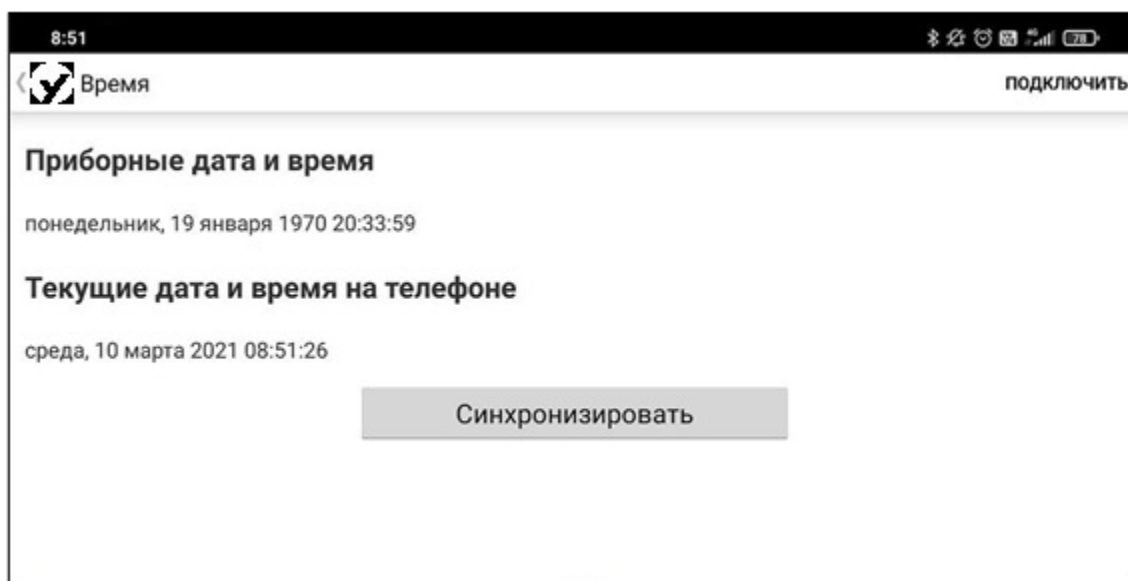 8:51
78
Время
ПОДКЛЮЧИТЬ
Приборные дата и время
понедельник, 19 января 1970 20:33:59
Текущие дата и время на телефоне
среда, 10 марта 2021 08:51:26
Синхронизировать